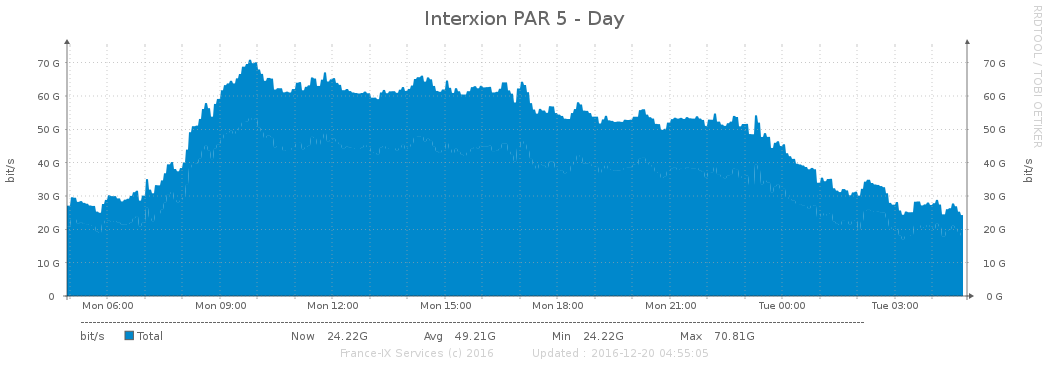 Interxion PAR 5 - Day
RRDTOOL / TOBI OETIKER
bit/s
70 G 70 G
60 G 60 G
50 G 50 G
40 G 40 G
30 G 30 G
20 G 20 G
10 G 10 G
0 0 G
bit/s
Mon 06:00 Mon 09:00 Mon 12:00 Mon 15:00 Mon 18:00 Mon 21:00 Tue 00:00 Tue 03:00
bit/s Total Now 24.22G Avg 49.21G Min 24.22G Max 70.81G
France-IX Services (c) 2016 Updated : 2016-12-20 04:55:05